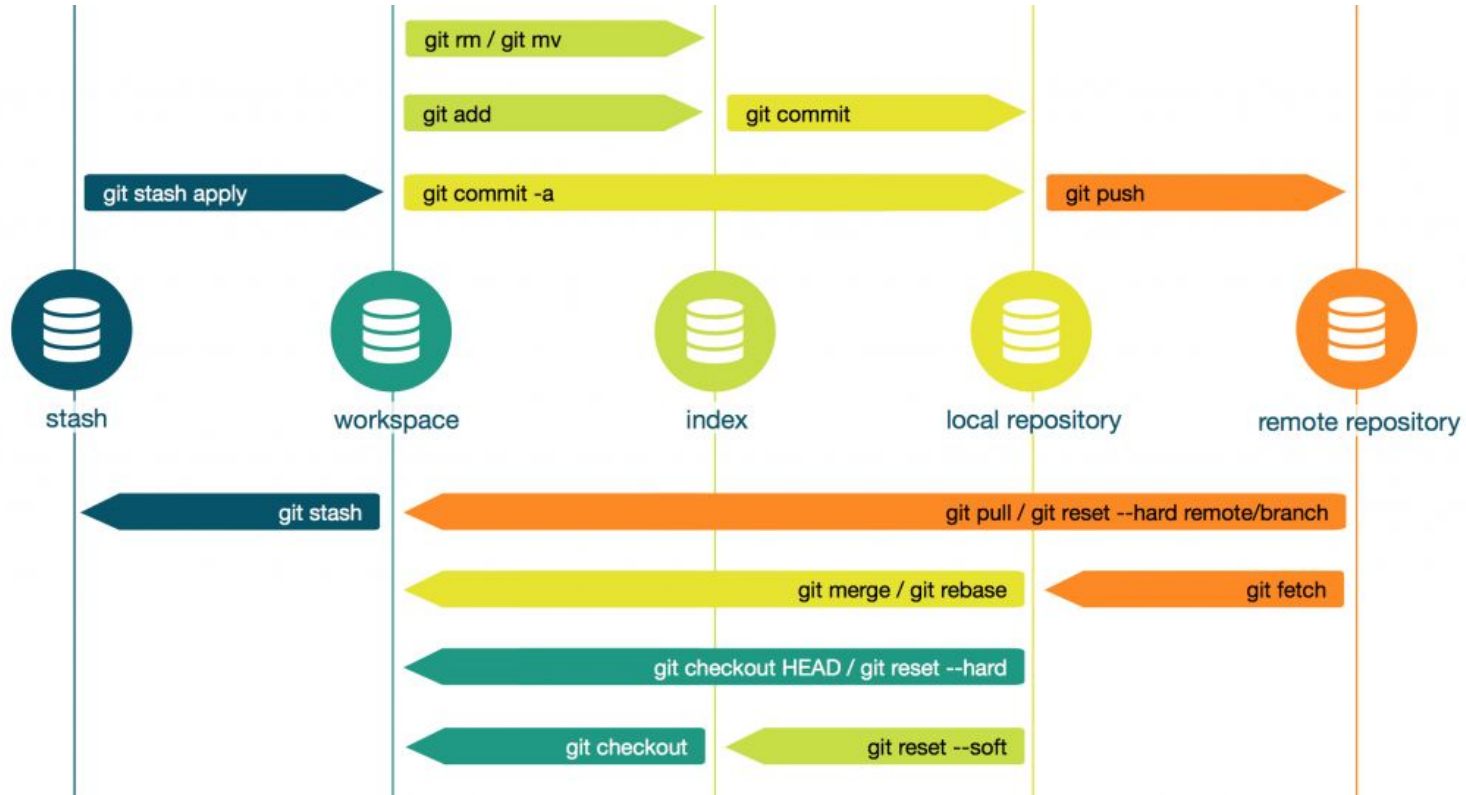 git rm / git mv
git add
git commit
git stash apply
git commit -a
git push
stash
workspace
index
local repository
remote repository
git stash
git pull / git reset --hard remote/branch
git merge / git rebase
git fetch
git checkout HEAD / git reset --hard
git checkout
git reset --soft